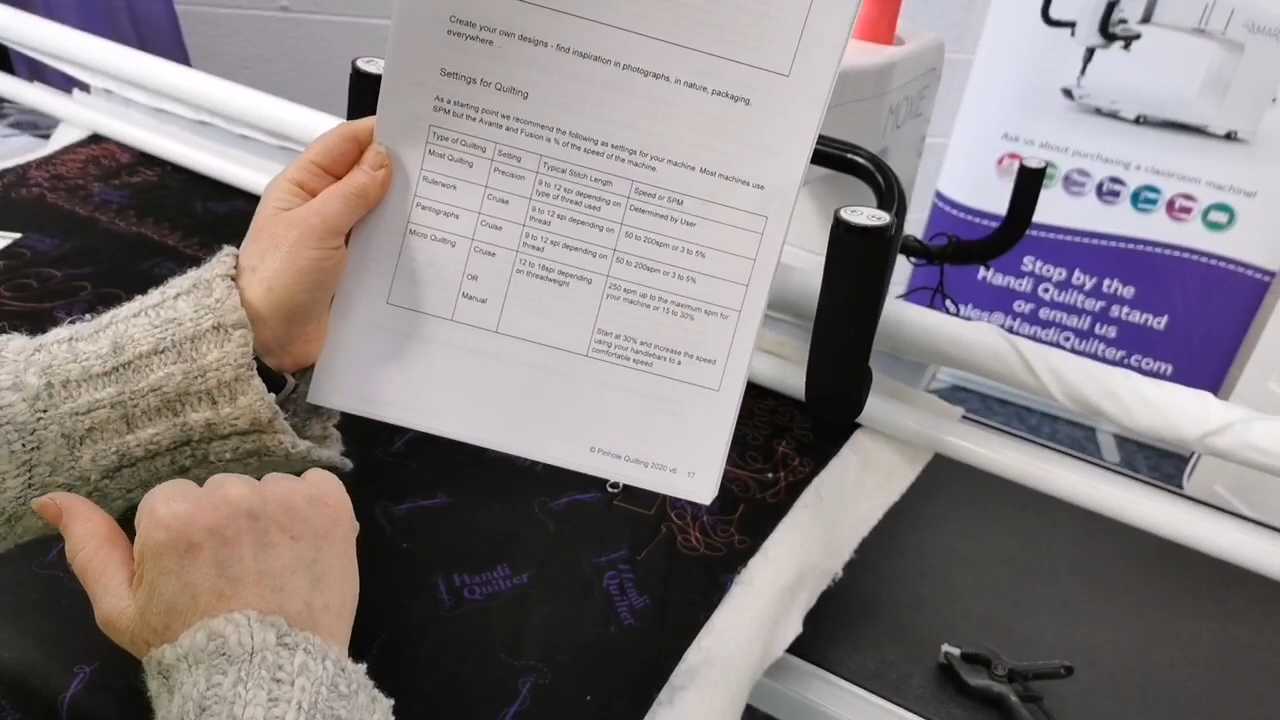 Create your own designs - find inspiration in photographs, in nature, packaging,
everywhere...
Settings for Quilting
As a starting point we recommend the following as settings for your machine. Most machines use
SPM but the Avante and Fusion is % of the speed of the machine.
Type of Quilting
Setting
Typical Stitch Length
Speed or SPM
Most Quilting
Precision
9 to 12 spi depending on
type of thread used
Determined by User
Rulerwork
Cruise
9 to 12 spi depending on
thread
50 to 200spm or 3 to 5%
Pantographs
Cruise
9 to 12 spi depending on
thread
50 to 200spm or 3 to 5%
Micro Quilting
Cruise
OR
Manual
12 to 18spi depending
on threadweight
250 spm up to the maximum spm for
your machine or 15 to 30%
Start at 30% and increase the speed
using your handlebars to a
comfortable speed
© Pinhole Quilting 2020 v6 17
MOXIE
Ask us about purchasing a classroom machine!
Stop by the
Handi Quilter stand
or email us
ales@HandiQuilter.com
Handi
Quilter
Handi
Quilter